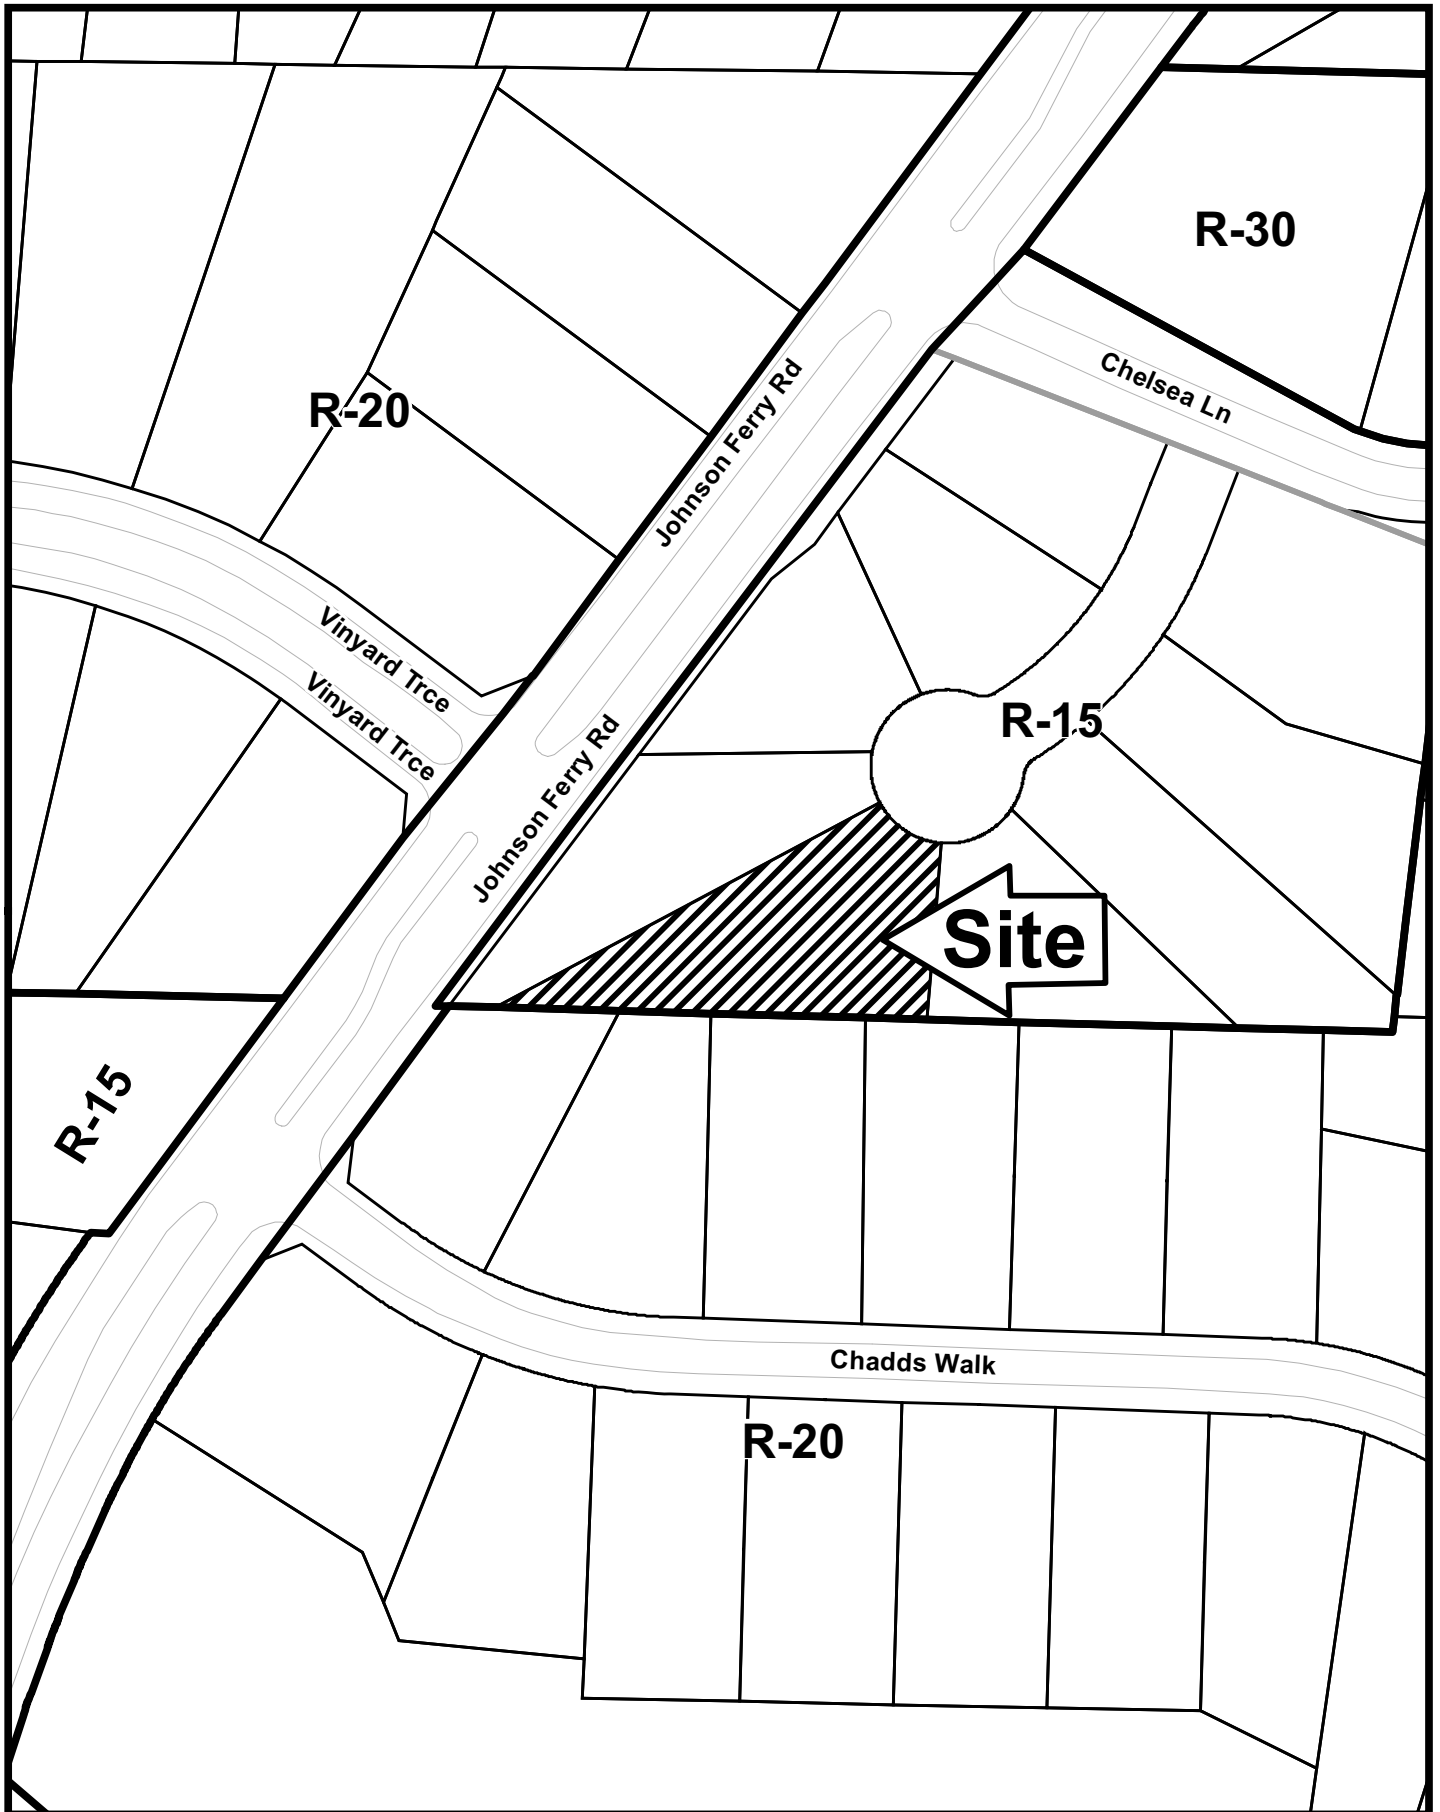 R-30
Chelsea Ln
R-20
Johnson Ferry Rd
Vinyard Trce
Vinyard Trce
R-15
Johnson Ferry Rd
Site
R-15
Chadds Walk
R-20